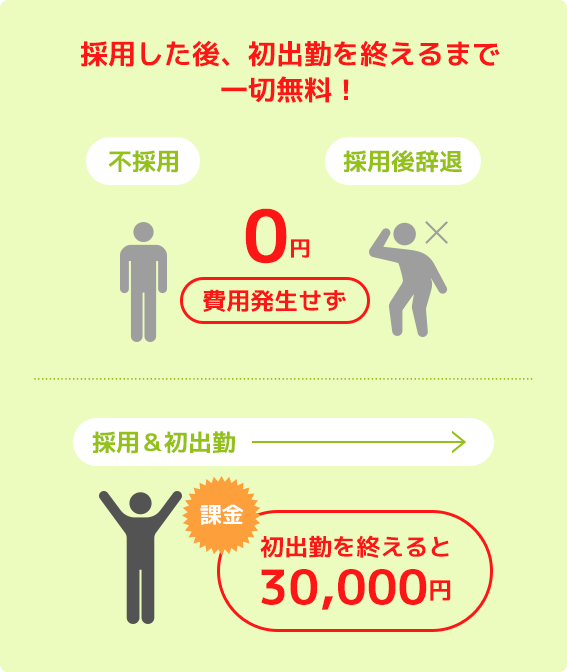 採用した後、初出勤を終えるまで
一切無料！
不採用
採用後辞退
0円
費用発生せず
採用＆初出勤
課金
初出勤を終えると
30,000円